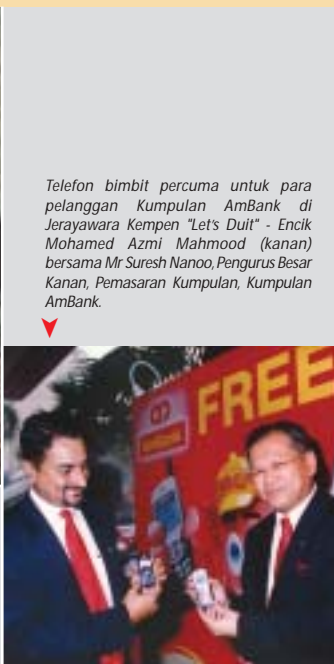 Telefon bimbit percuma untuk para
pelanggan Kumpulan AmBank di
Jerayawara Kempen "Let's Duit" - Encik
Mohamed Azmi Mahmood (kanan)
bersama Mr Suresh Nanoo, Pengurus Besar
Kanan, Pemasaran Kumpulan, Kumpulan
AmBank.
FREE
AmBank